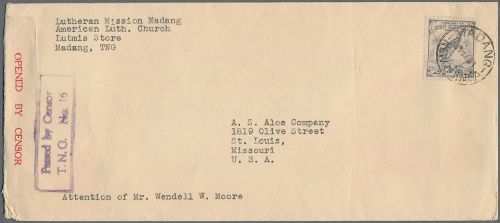 Lutheran Mission Madang
American Luth. Church
Lutmis Store
Madang, TNG
MADANG
OPENED BY CENSOR
Passed by Censor
T.N.G. No. 16
A. S. Aloe Company
1819 Olive Street
St. Louis,
Missouri
U. S. A.
Attention of Mr. Wendell W. Moore